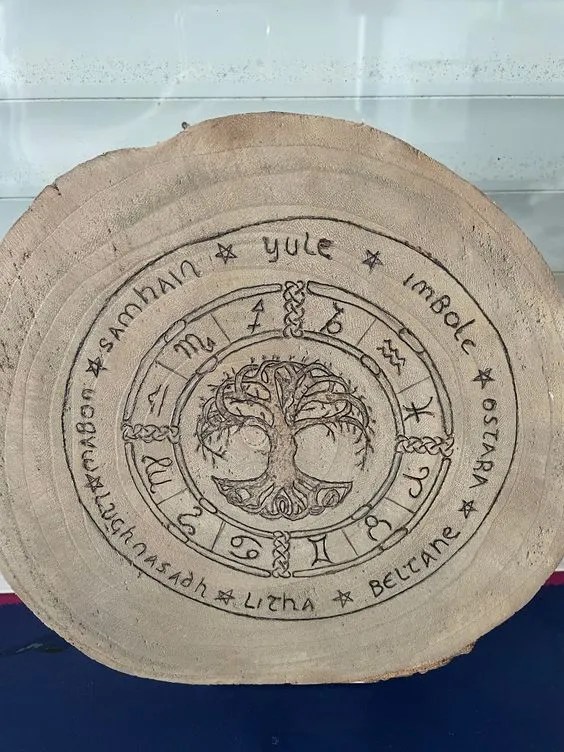 YULE
IMBOLC
OSTARA
BELTANE
LITHA
LUGHNASADH
MABON
SAMHAIN